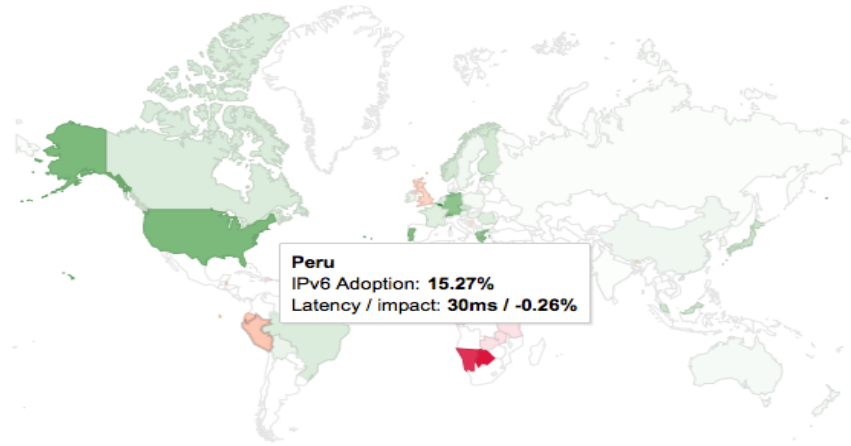 Peru
IPv6 Adoption: 15.27%
Latency / impact: 30ms / -0.26%